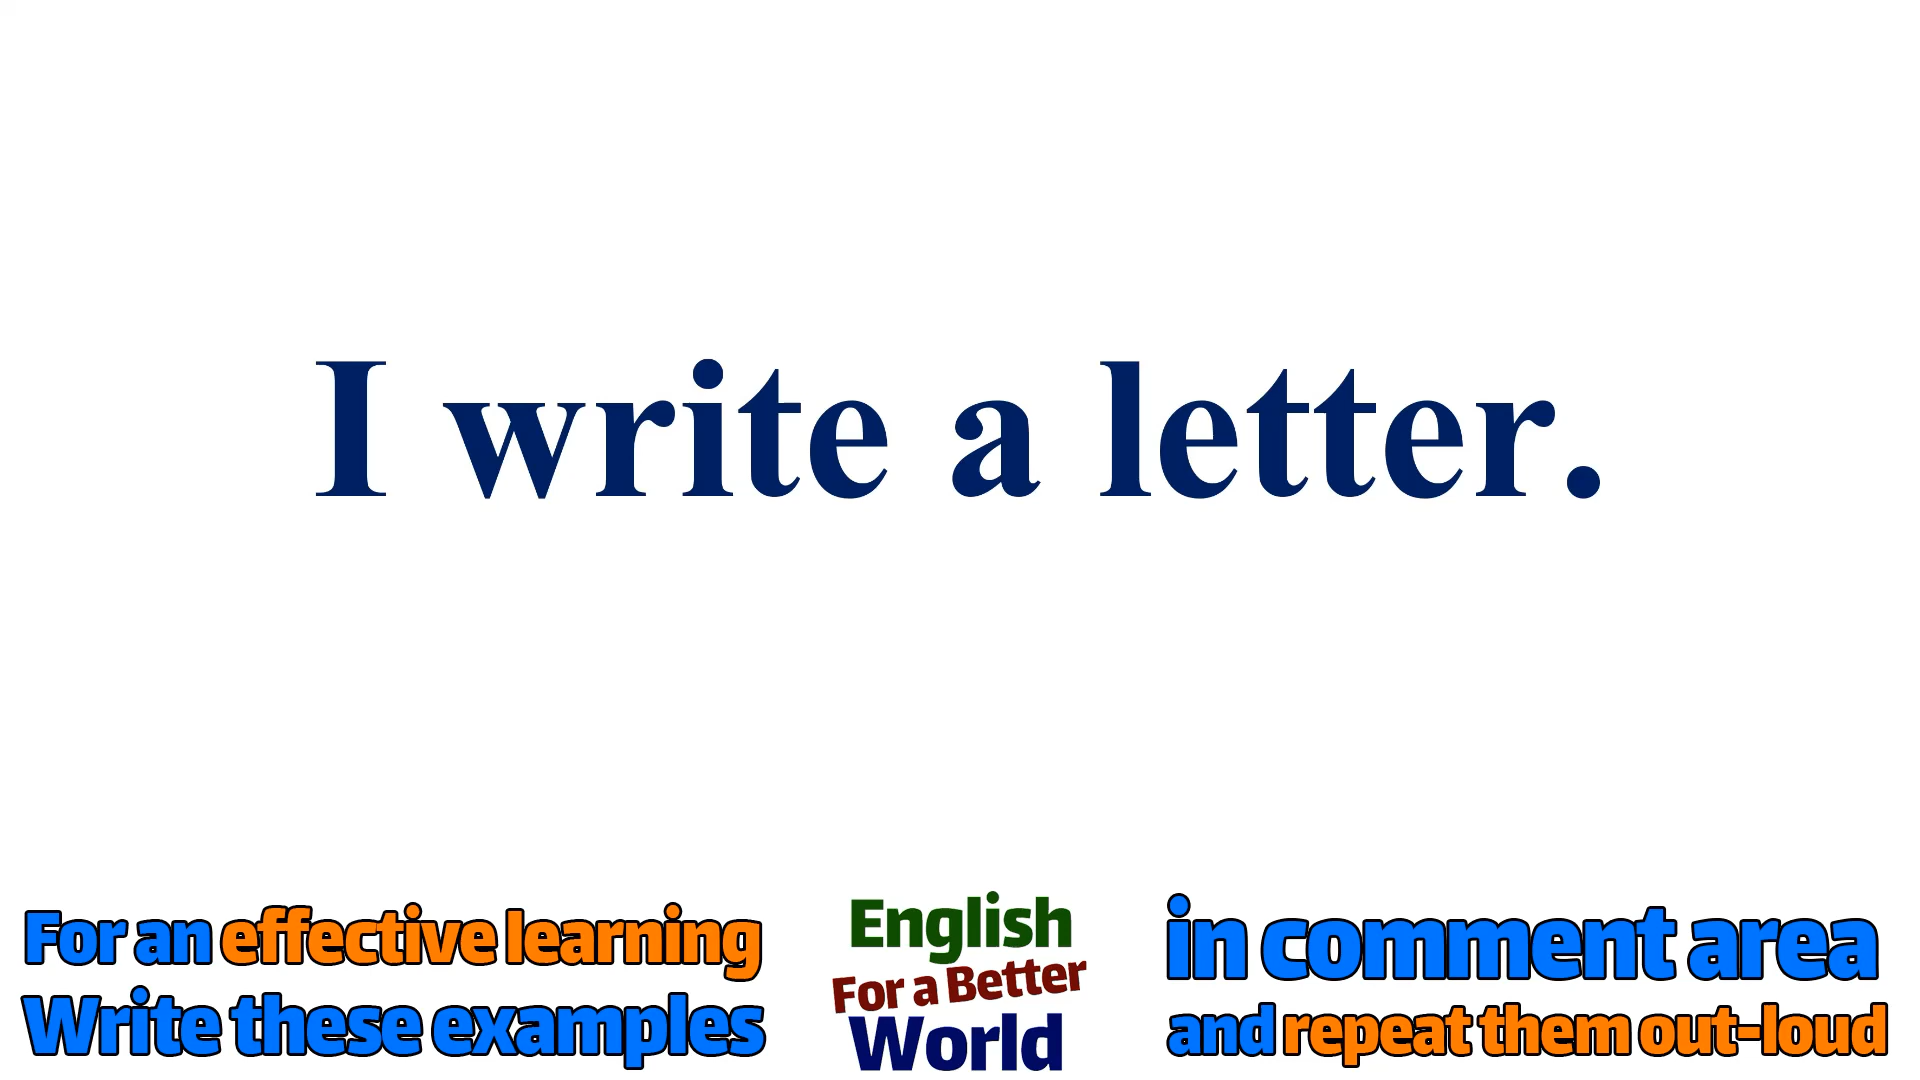 I write a letter.
For an effective learning
Write these examples
English
For a Better
World
in comment area
and repeat them out-loud